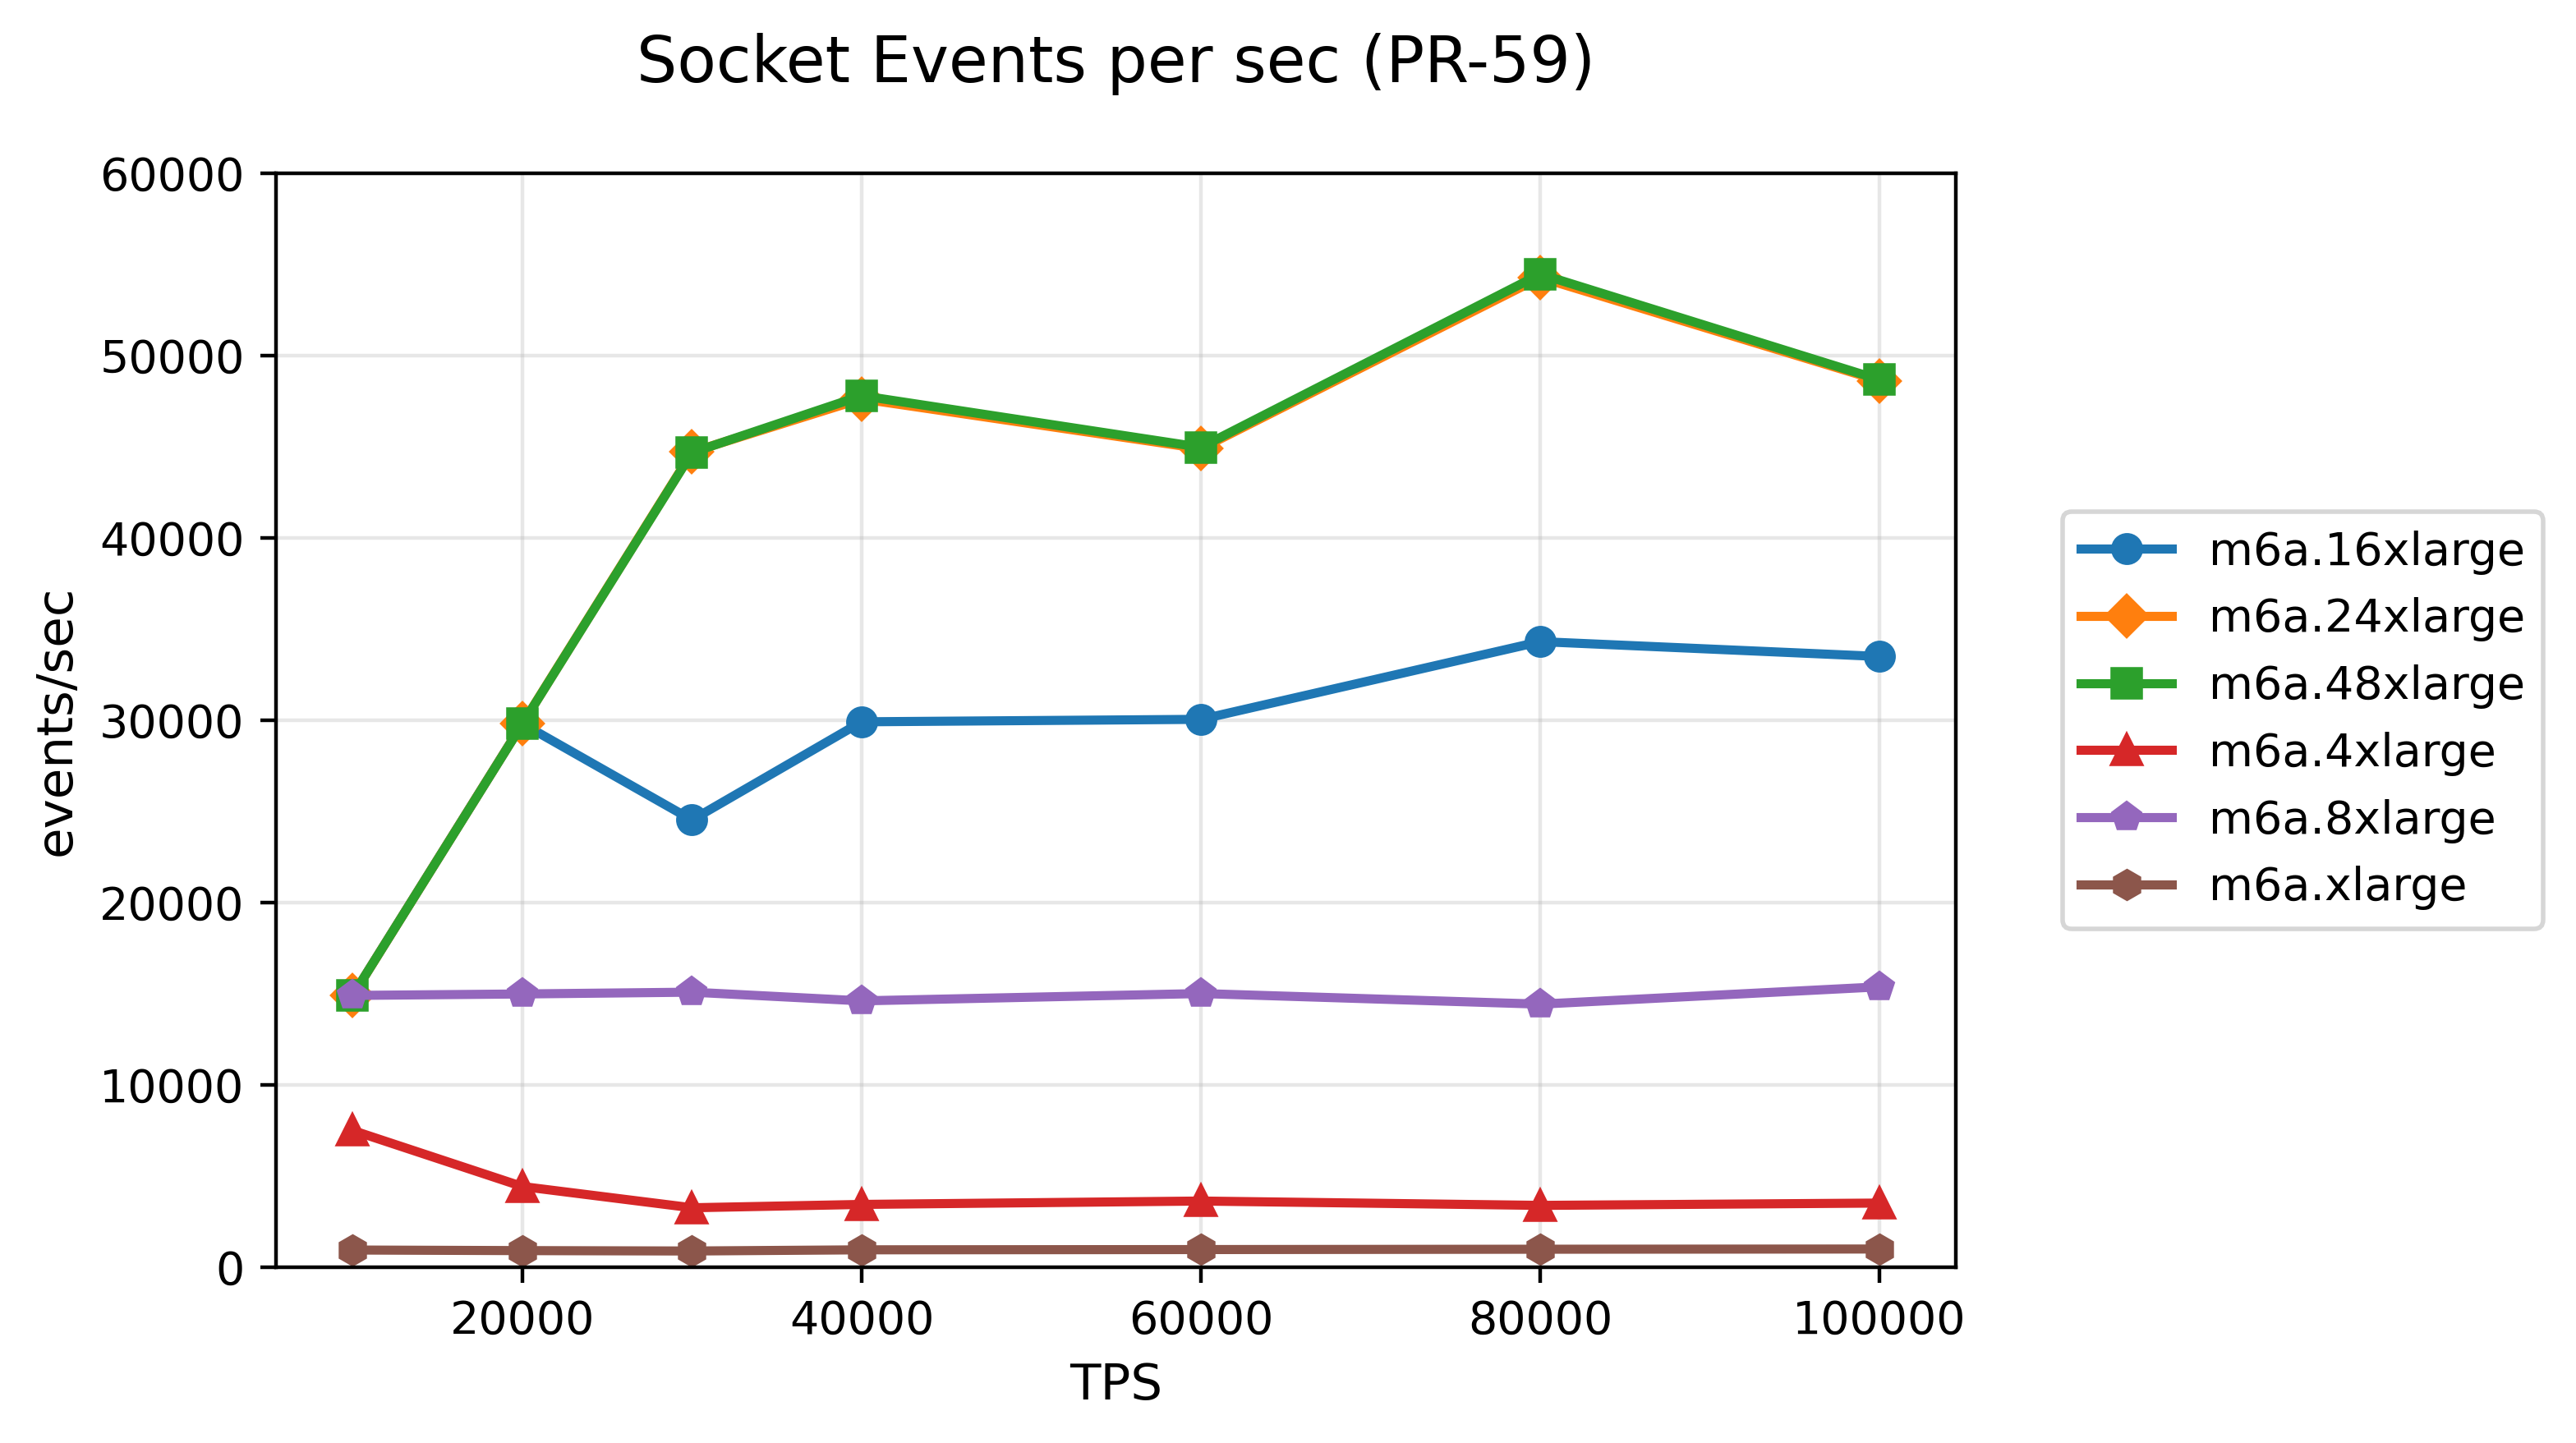 Socket Events per sec (PR-59)
60000
50000
40000
30000
20000
10000
0
events/sec
20000 40000 60000 80000 100000
TPS
m6a.16xlarge
m6a.24xlarge
m6a.48xlarge
m6a.4xlarge
m6a.8xlarge
m6a.xlarge